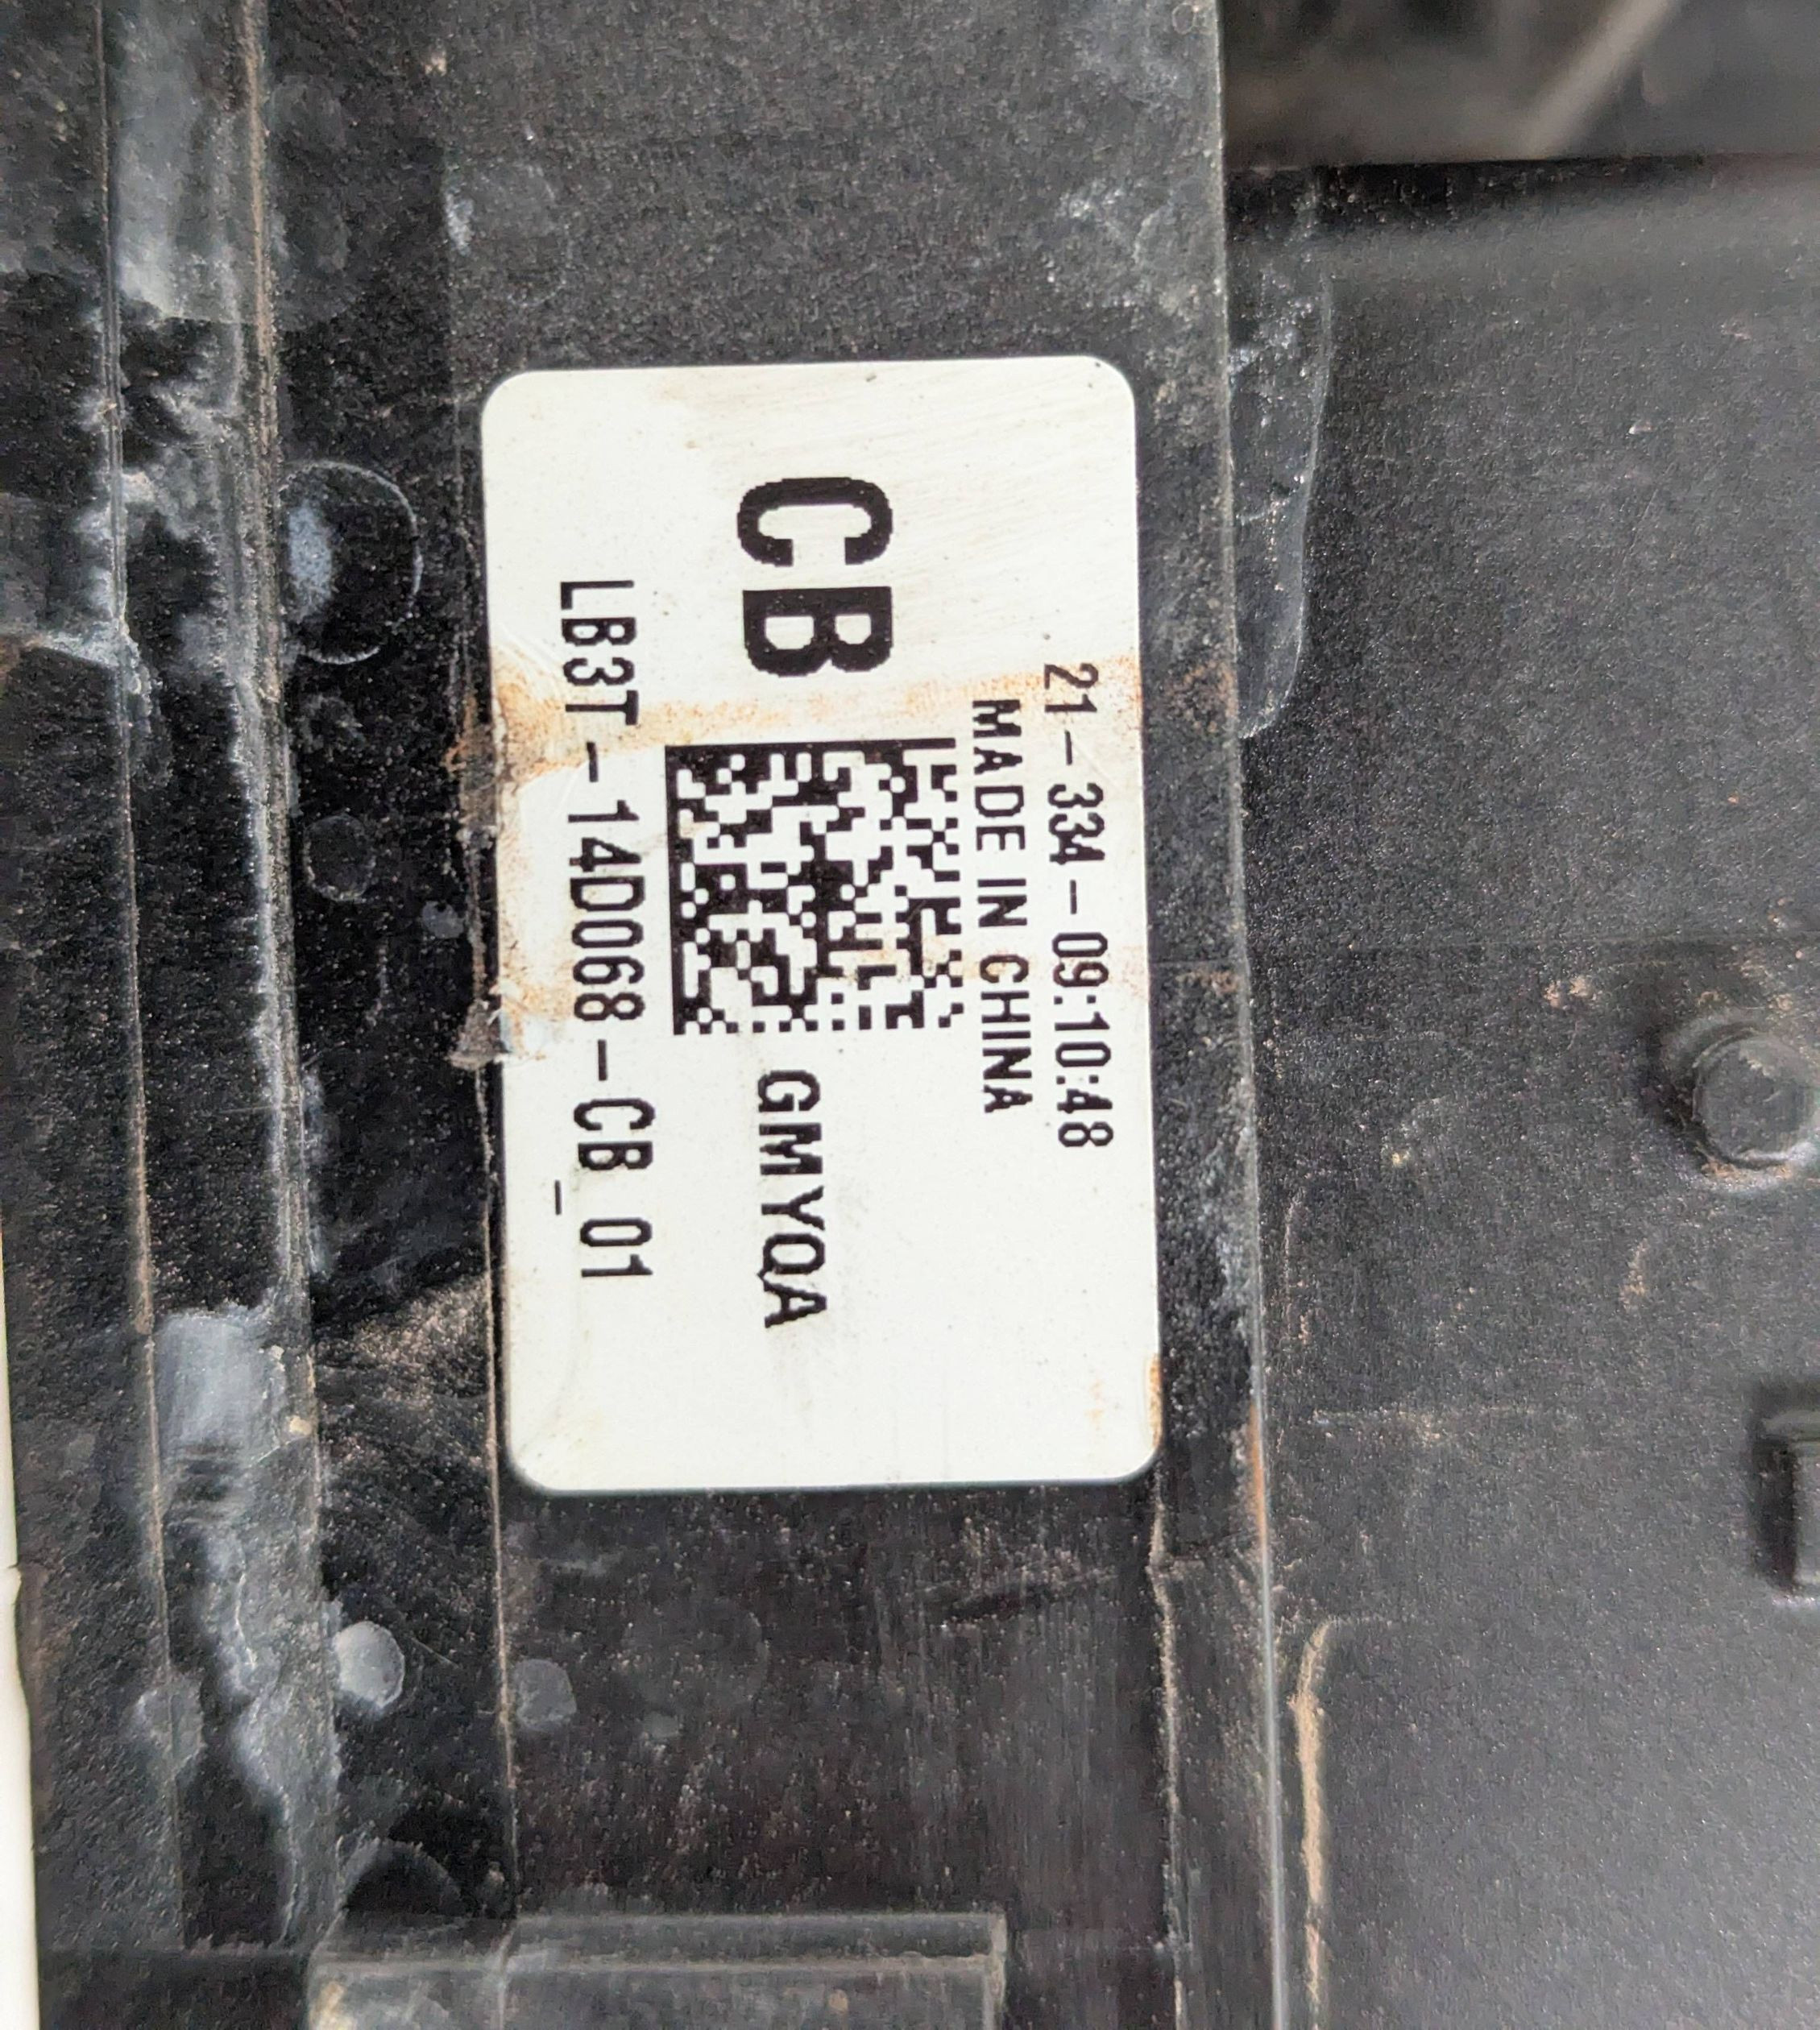 21-334-09:10:48
MADE IN CHINA
CB
GMYQA
LB3T-14D068-CB_01